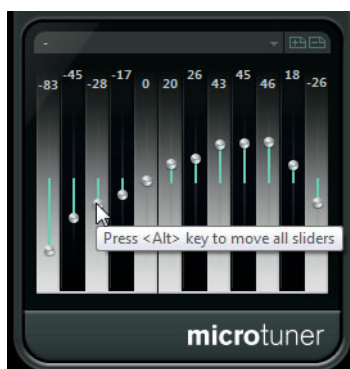 -
-83 -45 -28 -17 0 20 26 43 45 46 18 -26
Press <Alt> key to move all sliders
microtuner